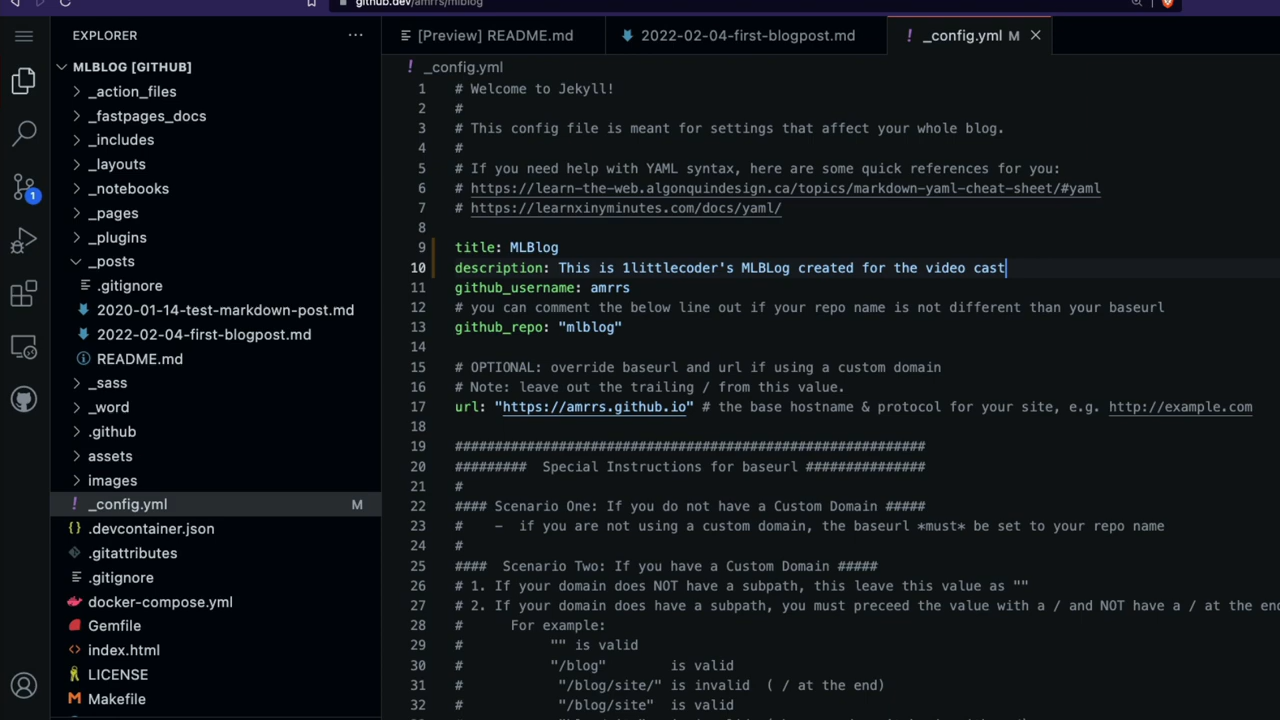 github.dev/amrrs/mlblog
EXPLORER
MLBLOG [GITHUB]
_action_files
_fastpages_docs
_includes
_layouts
_notebooks
_pages
_plugins
_posts
.gitignore
2020-01-14-test-markdown-post.md
2022-02-04-first-blogpost.md
README.md
_sass
_word
.github
assets
images
_config.yml M
.devcontainer.json
.gitattributes
.gitignore
docker-compose.yml
Gemfile
index.html
LICENSE
Makefile
1
[Preview] README.md
2022-02-04-first-blogpost.md
_config.yml M
_config.yml
1 # Welcome to Jekyll!
2 #
3 # This config file is meant for settings that affect your whole blog.
4 #
5 # If you need help with YAML syntax, here are some quick references for you:
6 # https://learn-the-web.algonquindesign.ca/topics/markdown-yaml-cheat-sheet/#yaml
7 # https://learnxinyminutes.com/docs/yaml/
8
9 title: MLBlog
10 description: This is 1littlecoder's MLBLog created for the video cast
11 github_username: amrrs
12 # you can comment the below line out if your repo name is not different than your baseurl
13 github_repo: "mlblog"
14
15 # OPTIONAL: override baseurl and url if using a custom domain
16 # Note: leave out the trailing / from this value.
17 url: "https://amrrs.github.io" # the base hostname & protocol for your site, e.g. http://example.com
18
19 ###########################################################
20 ######### Special Instructions for baseurl ###############
21 #
22 #### Scenario One: If you do not have a Custom Domain #####
23 # - if you are not using a custom domain, the baseurl *must* be set to your repo name
24 #
25 #### Scenario Two: If you have a Custom Domain #####
26 # 1. If your domain does NOT have a subpath, this leave this value as ""
27 # 2. If your domain does have a subpath, you must preceed the value with a / and NOT have a / at the end
28 # For example:
29 # "" is valid
30 # "/blog" is valid
31 # "/blog/site/" is invalid ( / at the end)
32 # "/blog/site" is valid